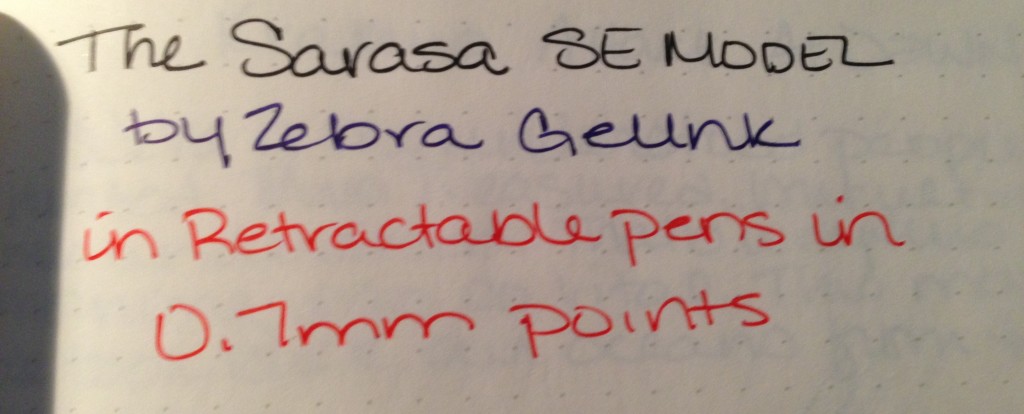 The Sarasa SE MODEL
by Zebra Gelink
in Retractable pens in
0.7mm points